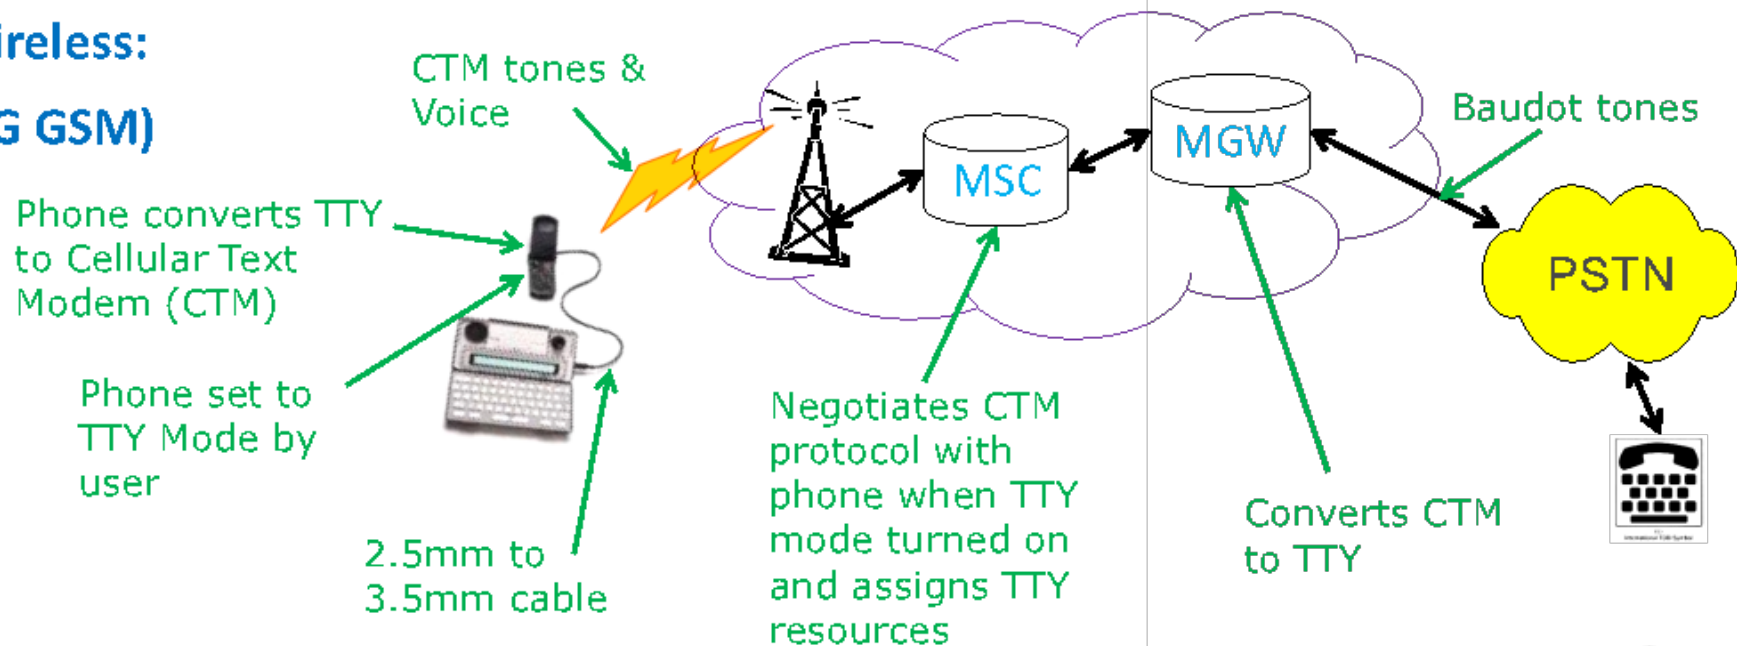 ireless:
G GSM)
CTM tones &
Voice
Baudot tones
MSC
MGW
PSTN
Phone converts TTY
to Cellular Text
Modem (CTM)
Phone set to
TTY Mode by
user
2.5mm to
3.5mm cable
Negotiates CTM
protocol with
phone when TTY
mode turned on
and assigns TTY
resources
Converts CTM
to TTY